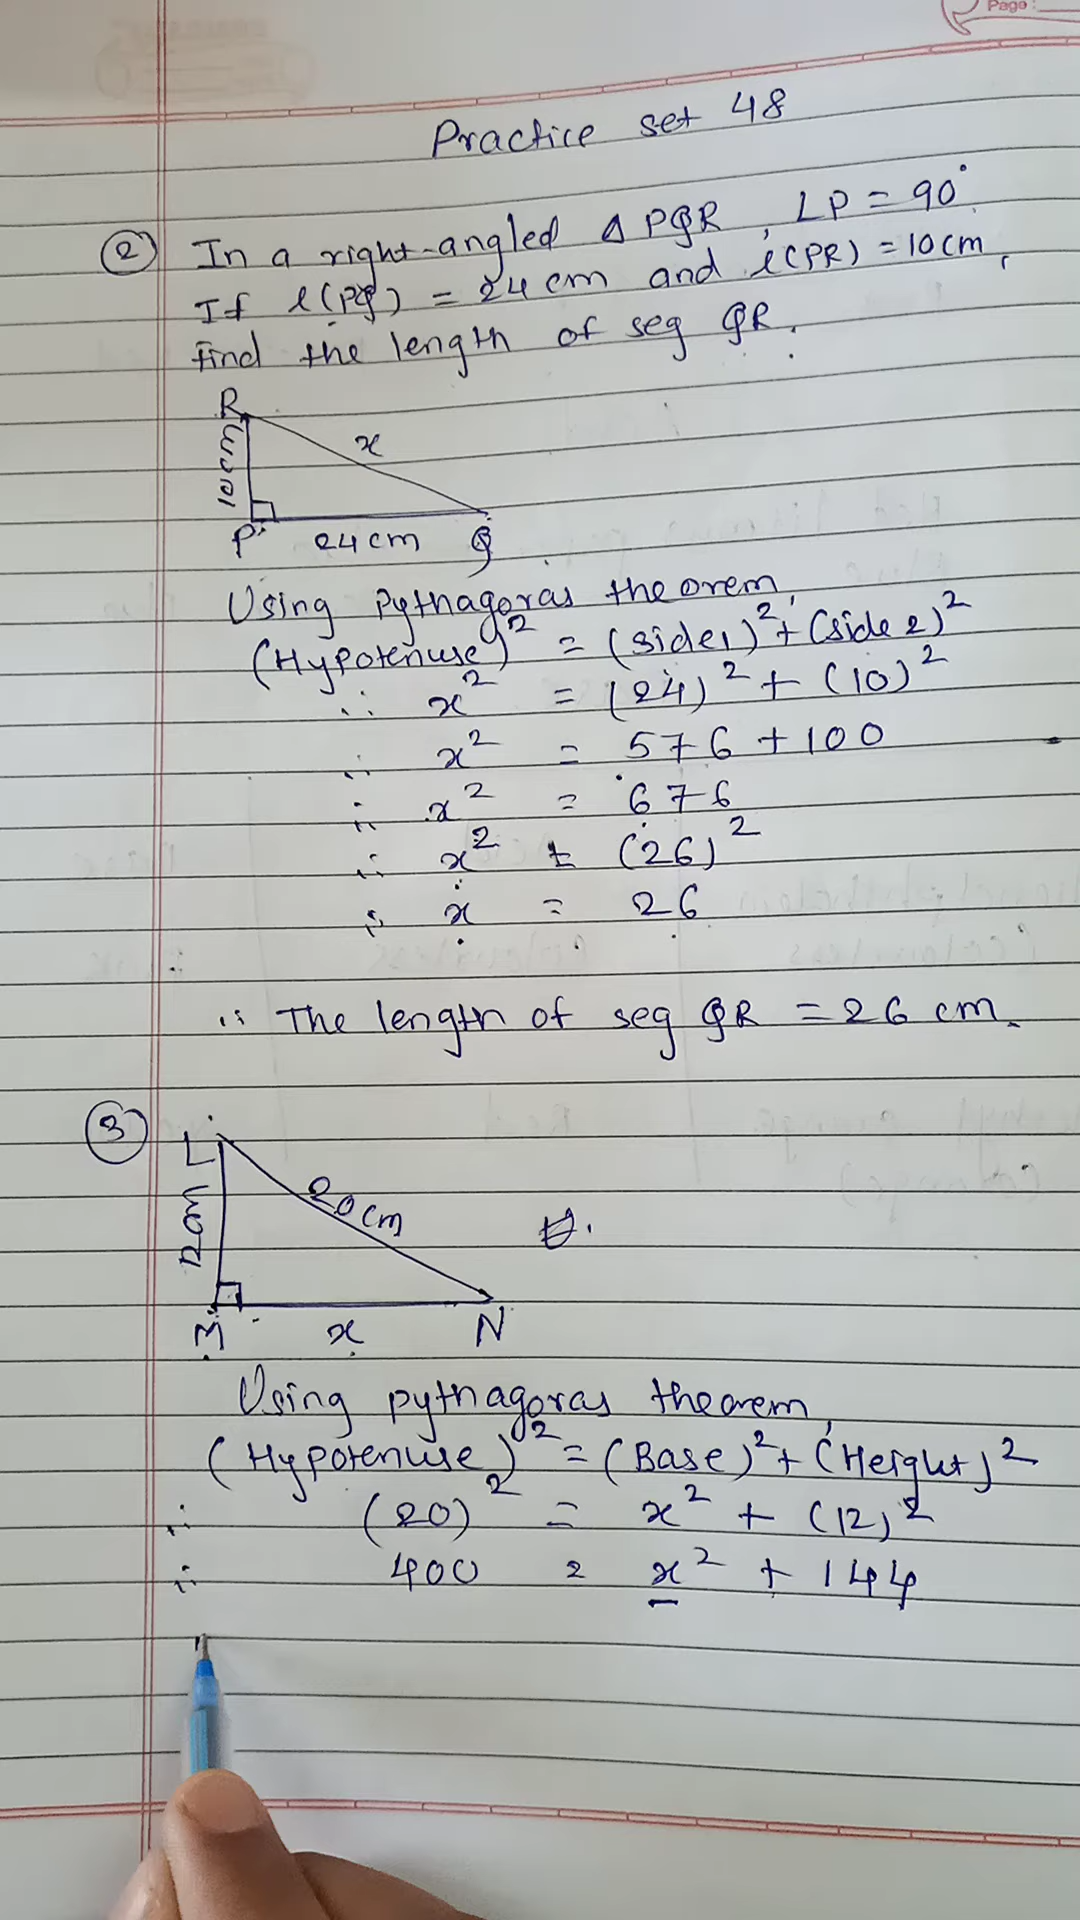 Page :
Practice set 48
② In a right-angled Δ PQR, ∠P = 90°
If l(PQ) = 24 cm and l(PR) = 10 cm,
find the length of seg QR.
R
x
10cm
P 24 cm Q
Using Pythagoras theorem,
(Hypotenuse)² = (side 1)² + (side 2)²
∴ x² = (24)² + (10)²
∴ x² = 576 + 100
∴ x² = 676
∴ x² = (26)²
∴ x = 26
∴ The length of seg QR = 26 cm.
③ L
20 cm
12cm
M x N
Using pythagoras theorem,
(Hypotenuse)² = (Base)² + (Height)²
∴ (20)² = x² + (12)²
∴ 400 = x² + 144